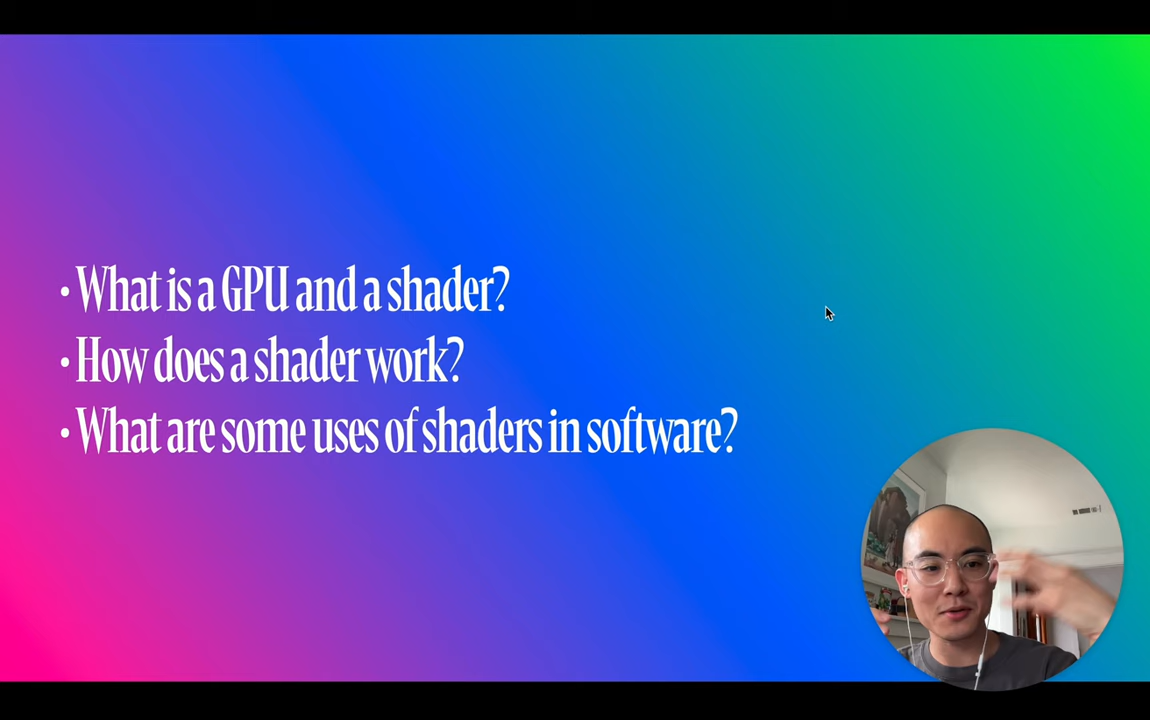 • What is a GPU and a shader?
• How does a shader work?
• What are some uses of shaders in software?